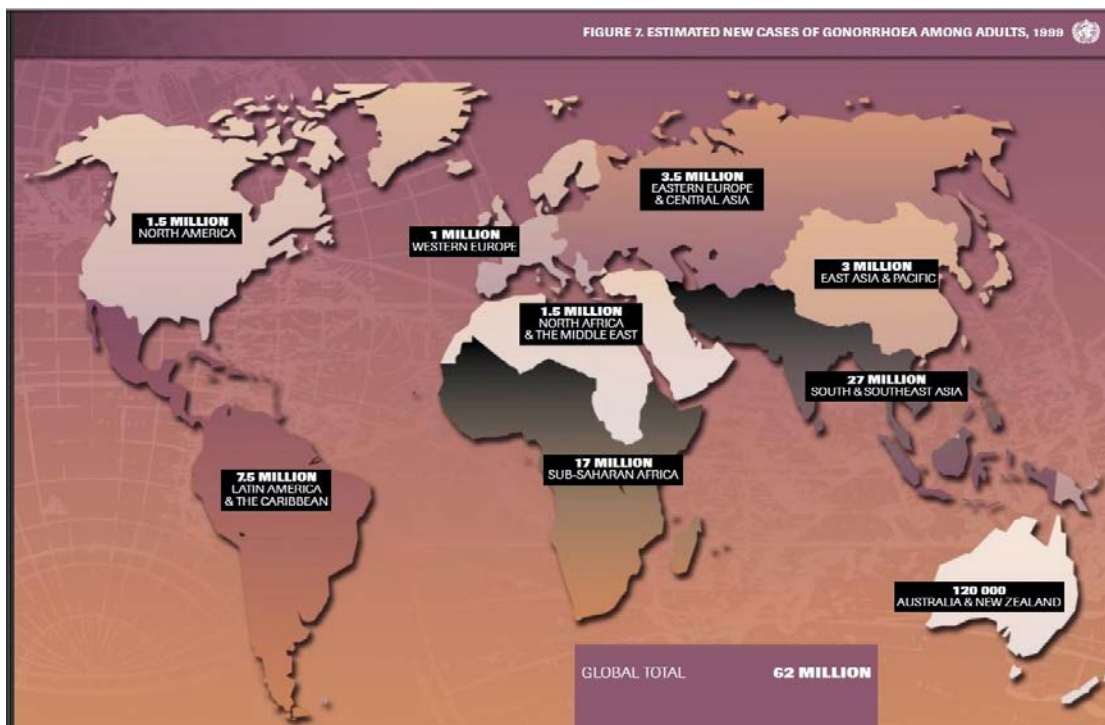 FIGURE 7. ESTIMATED NEW CASES OF GONORRHOEA AMONG ADULTS, 1999
1.5 MILLION
NORTH AMERICA
1 MILLION
WESTERN EUROPE
3.5 MILLION
EASTERN EUROPE
& CENTRAL ASIA
3 MILLION
EAST ASIA & PACIFIC
1.5 MILLION
NORTH AFRICA
& THE MIDDLE EAST
27 MILLION
SOUTH & SOUTHEAST ASIA
7.5 MILLION
LATIN AMERICA
& THE CARIBBEAN
17 MILLION
SUB-SAHARAN AFRICA
120 000
AUSTRALIA & NEW ZEALAND
GLOBAL TOTAL 62 MILLION